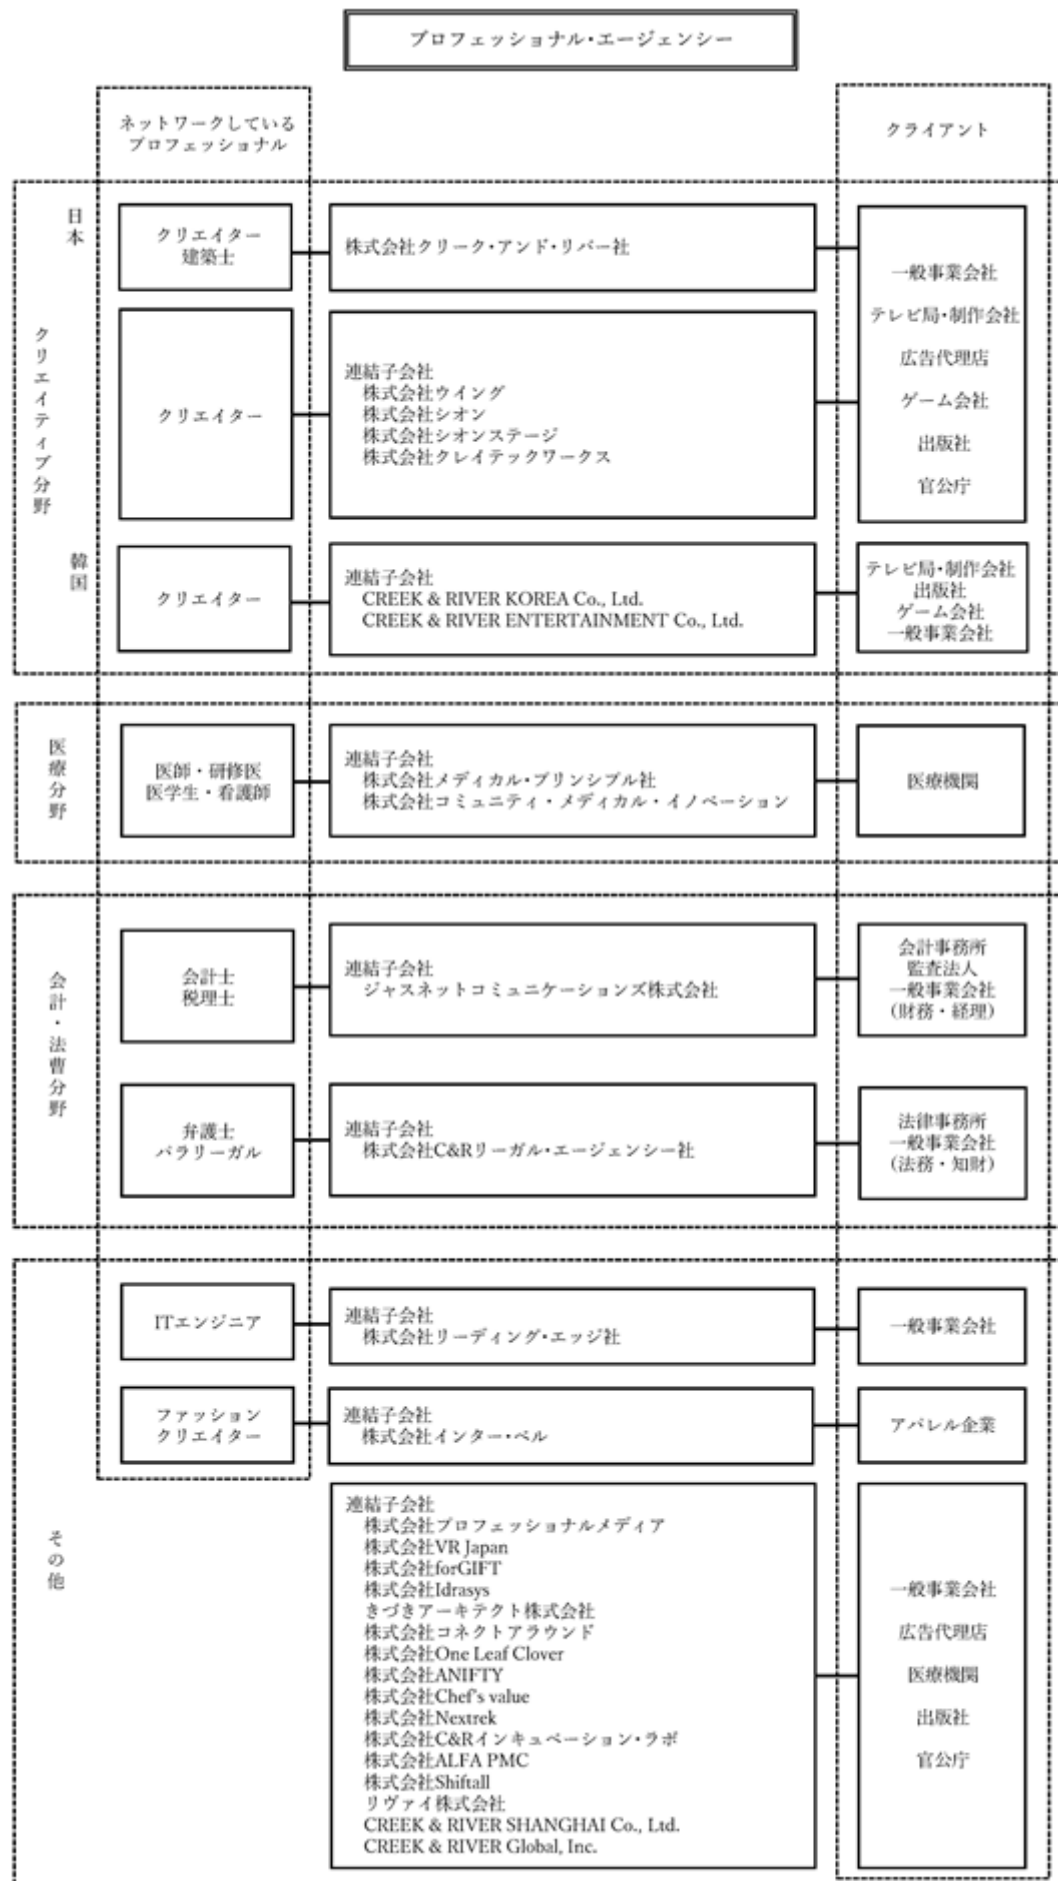 プロフェッショナル・エージェンシー
ネットワークしている
プロフェッショナル
クライアント
クリエイティブ分野
日本
クリエイター
建築士
株式会社クリーク・アンド・リバー社
一般事業会社
テレビ局・制作会社
広告代理店
ゲーム会社
出版社
官公庁
クリエイター
連結子会社
株式会社ウイング
株式会社シオン
株式会社シオンステージ
株式会社クレイテックワークス
韓国
クリエイター
連結子会社
CREEK & RIVER KOREA Co., Ltd.
CREEK & RIVER ENTERTAINMENT Co., Ltd.
テレビ局・制作会社
出版社
ゲーム会社
一般事業会社
医療分野
医師・研修医
医学生・看護師
連結子会社
株式会社メディカル・プリンシプル社
株式会社コミュニティ・メディカル・イノベーション
医療機関
会計・法曹分野
会計士
税理士
連結子会社
ジャスネットコミュニケーションズ株式会社
会計事務所
監査法人
一般事業会社
(財務・経理)
弁護士
パラリーガル
連結子会社
株式会社C&Rリーガル・エージェンシー社
法律事務所
一般事業会社
(法務・知財)
その他
ITエンジニア
連結子会社
株式会社リーディング・エッジ社
一般事業会社
ファッション
クリエイター
連結子会社
株式会社インター・ベル
アパレル企業
連結子会社
株式会社プロフェッショナルメディア
株式会社VR Japan
株式会社forGIFT
株式会社Idrasys
きづきアーキテクト株式会社
株式会社コネクトアラウンド
株式会社One Leaf Clover
株式会社ANIFTY
株式会社Chef's value
株式会社Nextrek
株式会社C&Rインキュベーション・ラボ
株式会社ALFA PMC
株式会社Shiftall
リヴァイ株式会社
CREEK & RIVER SHANGHAI Co., Ltd.
CREEK & RIVER Global, Inc.
一般事業会社
広告代理店
医療機関
出版社
官公庁